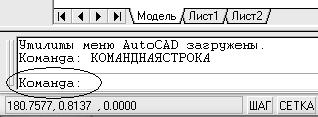 Модель Лист1 Лист2
Утилиты меню AutoCAD загружены.
Команда: КОМАНДНАЯСТРОКА
Команда:
180.7577, 0.8137 , 0.0000 ШАГ СЕТКА